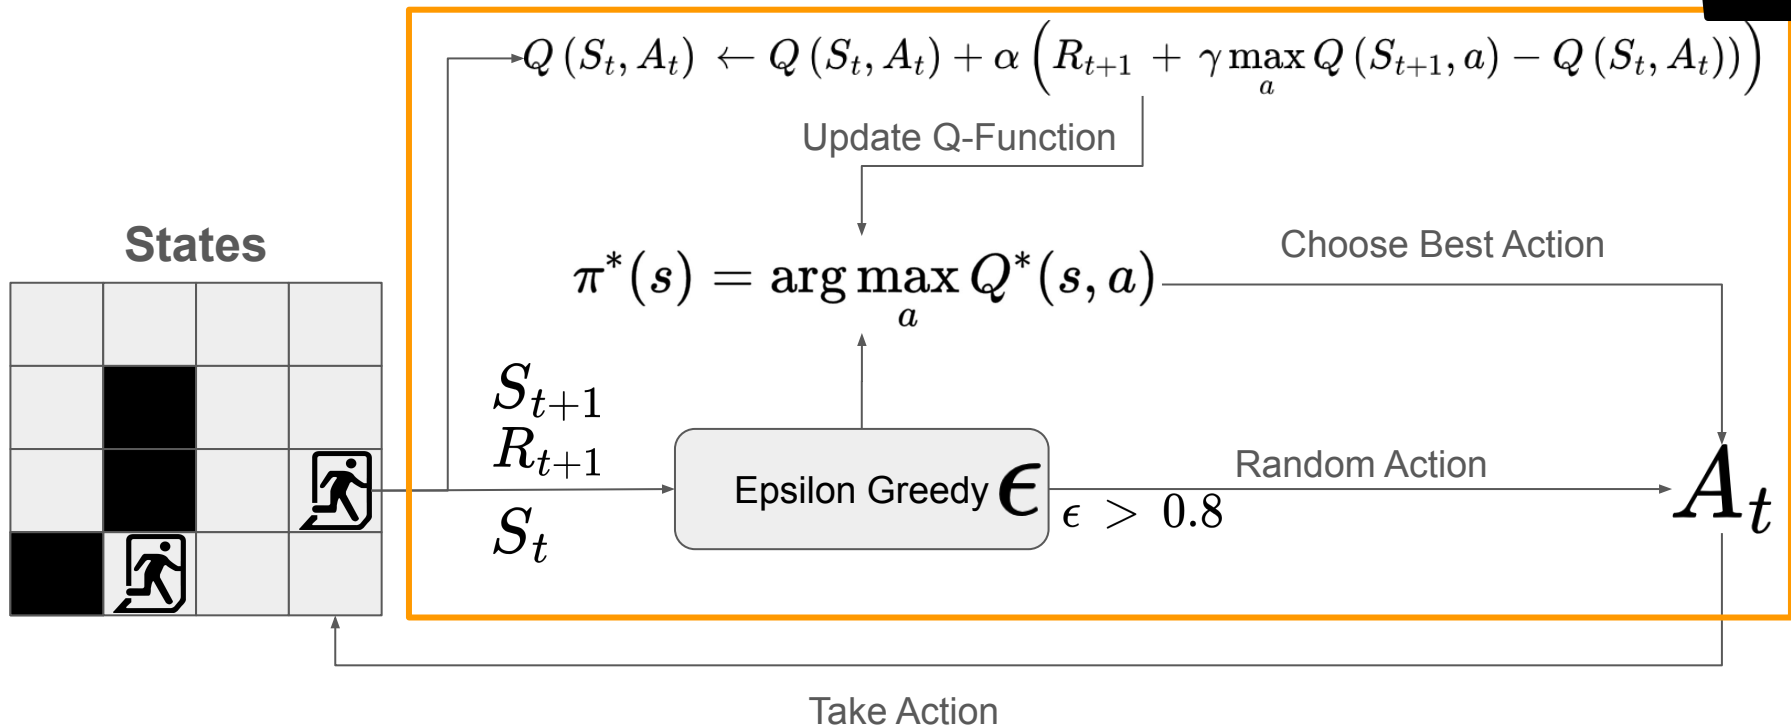 Q (S_t, A_t) ← Q (S_t, A_t) + α (R_{t+1} + γ max_a Q (S_{t+1}, a) − Q (S_t, A_t)))
Update Q-Function
States
π*(s) = arg max_a Q*(s, a)
Choose Best Action
S_{t+1}
R_{t+1}
S_t
Epsilon Greedy ϵ
Random Action
ϵ > 0.8
A_t
Take Action